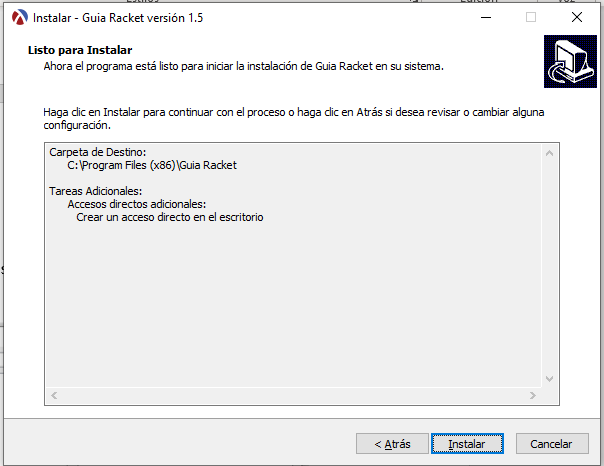 Estilos
Edición
Voz
Instalar - Guia Racket versión 1.5
Listo para Instalar
Ahora el programa está listo para iniciar la instalación de Guia Racket en su sistema.
Haga clic en Instalar para continuar con el proceso o haga clic en Atrás si desea revisar o cambiar alguna
configuración.
Carpeta de Destino:
C:\Program Files (x86)\Guia Racket
Tareas Adicionales:
Accesos directos adicionales:
Crear un acceso directo en el escritorio
< Atrás
Instalar
Cancelar